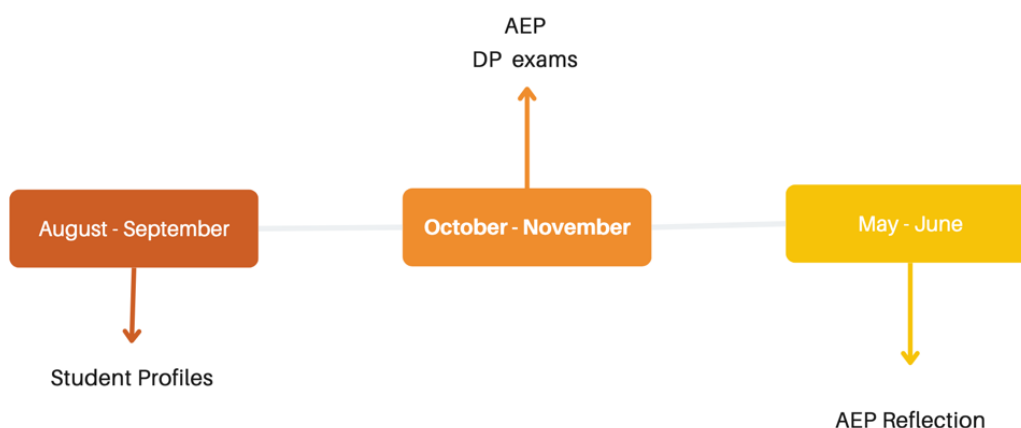 AEP
DP exams
August - September
October - November
May - June
Student Profiles
AEP Reflection